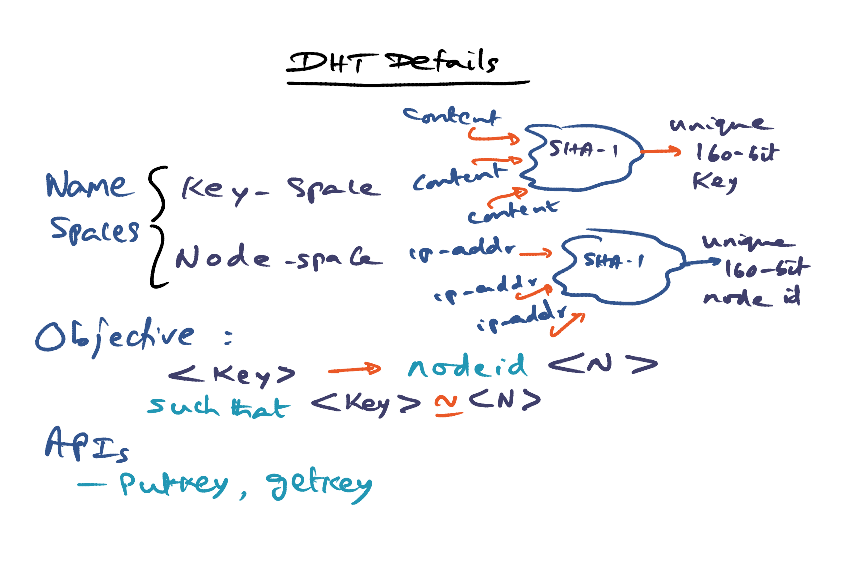 DHT Details
content
content
content
SHA-1
unique
160-bit
Key
Name
Spaces
Key-Space
Node-space
ip-addr
ip-addr
ip-addr
SHA-1
unique
160-bit
node id
Objective :
<Key> → nodeid <N>
such that <Key> ≃ <N>
APIs
- Putkey, getkey